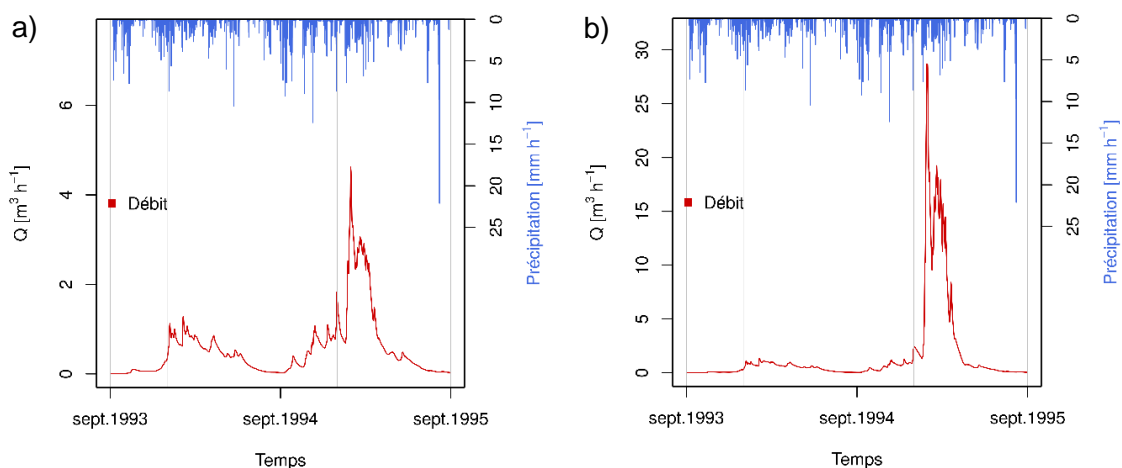 a)
Q [m³ h⁻¹]
0
2
4
6
Débit
0
5
10
15
20
25
Précipitation [mm h⁻¹]
sept.1993
sept.1994
sept.1995
Temps
b)
Q [m³ h⁻¹]
0
5
10
15
20
25
30
Débit
0
5
10
15
20
25
Précipitation [mm h⁻¹]
sept.1993
sept.1994
sept.1995
Temps